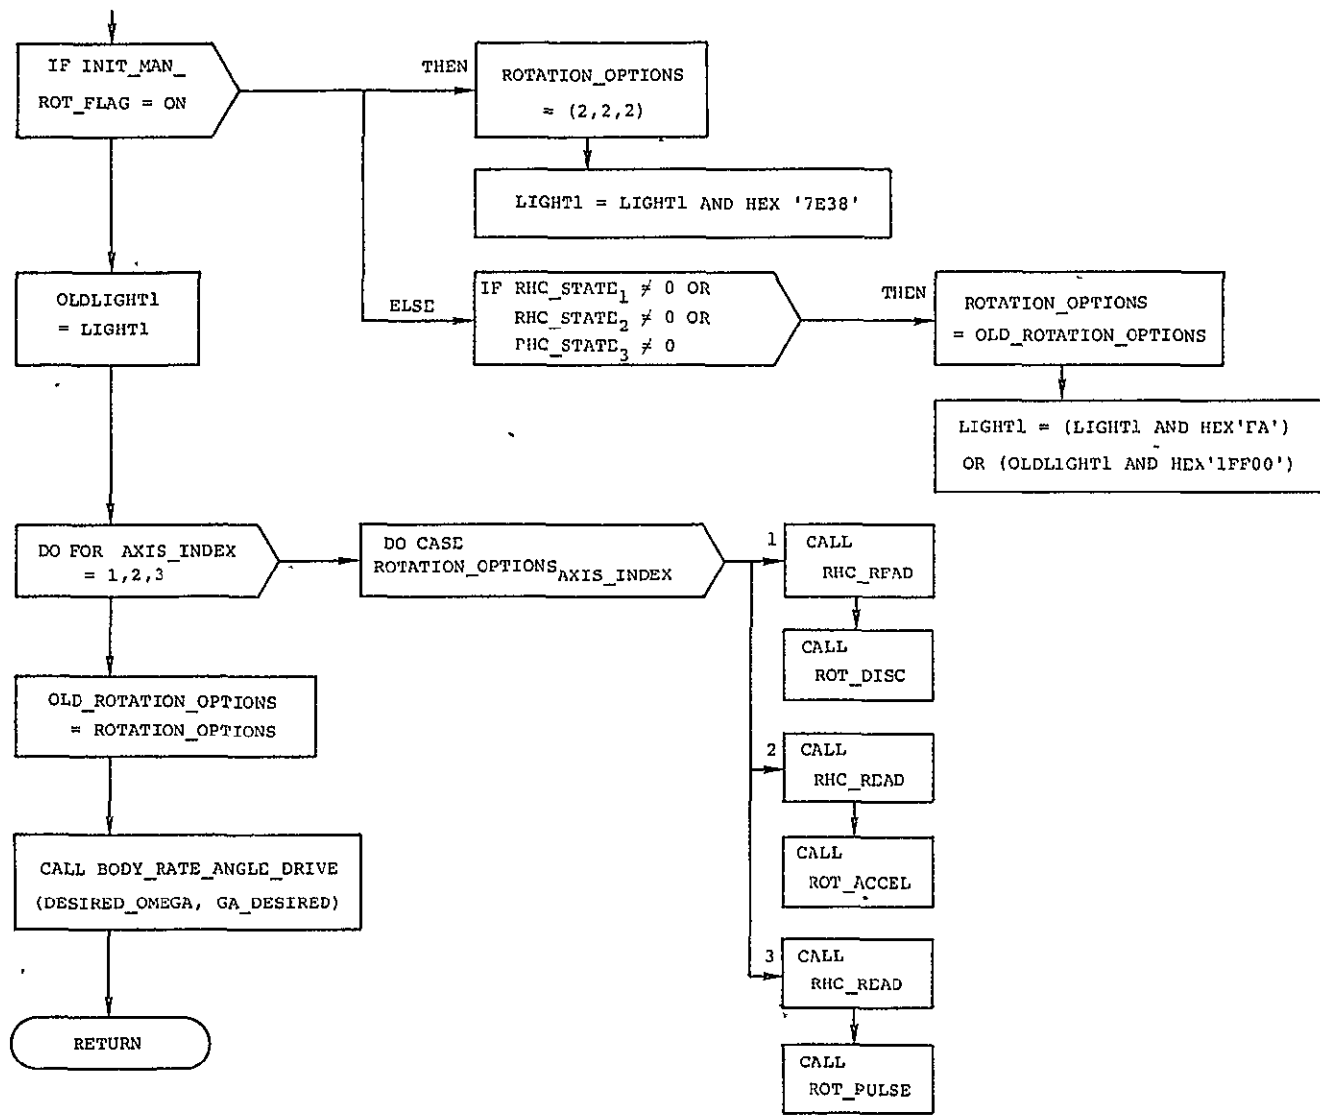 IF INIT_MAN_
ROT_FLAG = ON
THEN
ROTATION_OPTIONS
= (2,2,2)
LIGHT1 = LIGHT1 AND HEX '7E38'
OLDLIGHT1
= LIGHT1
ELSE
IF RHC_STATE1 ≠ 0 OR
RHC_STATE2 ≠ 0 OR
RHC_STATE3 ≠ 0
THEN
ROTATION_OPTIONS
= OLD_ROTATION_OPTIONS
LIGHT1 = (LIGHT1 AND HEX'FA')
OR (OLDLIGHT1 AND HEX'1FF00')
DO FOR AXIS_INDEX
= 1,2,3
DO CASE
ROTATION_OPTIONS AXIS_INDEX
1
CALL
RHC_READ
CALL
ROT_DISC
OLD_ROTATION_OPTIONS
= ROTATION_OPTIONS
2
CALL
RHC_READ
CALL
ROT_ACCEL
CALL BODY_RATE_ANGLE_DRIVE
(DESIRED_OMEGA, GA_DESIRED)
3
CALL
RHC_READ
CALL
ROT_PULSE
RETURN